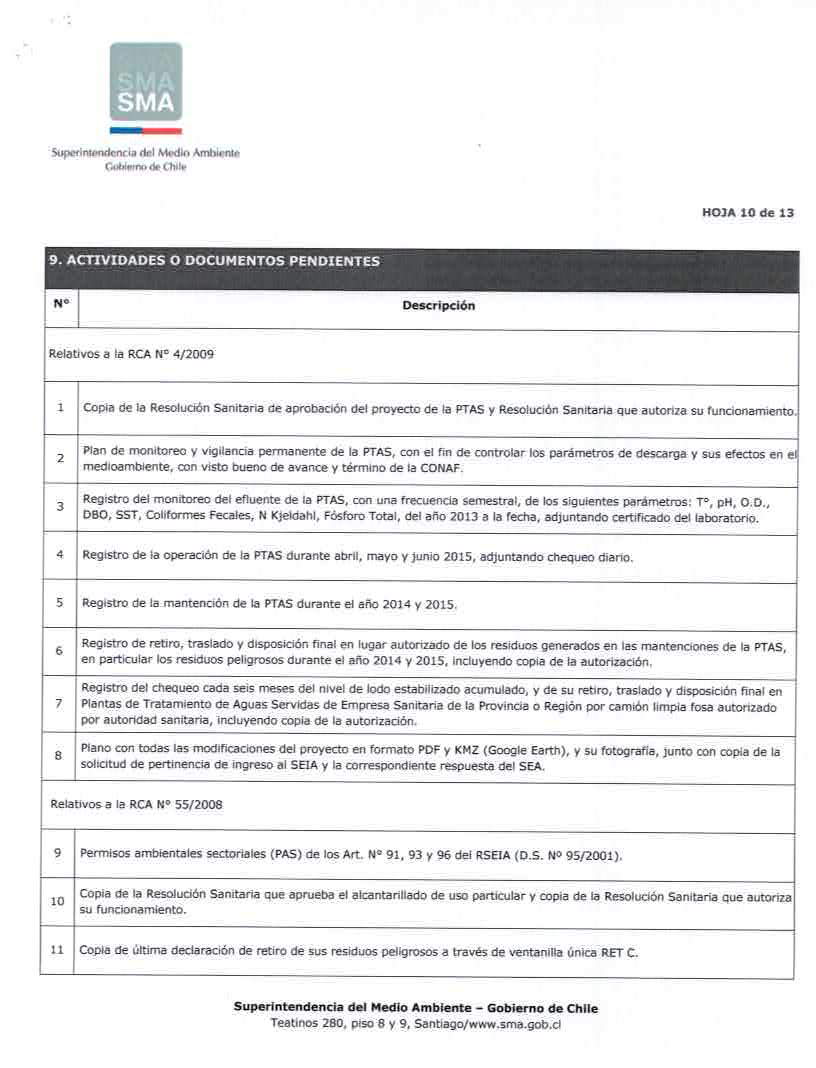 SMA
SMA
Superintendencia del Medio Ambiente
Gobierno de Chile
HOJA 10 de 13
9. ACTIVIDADES O DOCUMENTOS PENDIENTES
N° Descripción
Relativos a la RCA N° 4/2009
1 Copia de la Resolución Sanitaria de aprobación del proyecto de la PTAS y Resolución Sanitaria que autoriza su funcionamiento.
2 Plan de monitoreo y vigilancia permanente de la PTAS, con el fin de controlar los parámetros de descarga y sus efectos en el
medioambiente, con visto bueno de avance y término de la CONAF.
3 Registro del monitoreo del efluente de la PTAS, con una frecuencia semestral, de los siguientes parámetros: T°, pH, O.D.,
DBO, SST, Coliformes Fecales, N Kjeldahl, Fósforo Total, del año 2013 a la fecha, adjuntando certificado del laboratorio.
4 Registro de la operación de la PTAS durante abril, mayo y junio 2015, adjuntando chequeo diario.
5 Registro de la mantención de la PTAS durante el año 2014 y 2015.
6 Registro de retiro, traslado y disposición final en lugar autorizado de los residuos generados en las mantenciones de la PTAS,
en particular los residuos peligrosos durante el año 2014 y 2015, incluyendo copia de la autorización.
7 Registro del chequeo cada seis meses del nivel de lodo estabilizado acumulado, y de su retiro, traslado y disposición final en
Plantas de Tratamiento de Aguas Servidas de Empresa Sanitaria de la Provincia o Región por camión limpia fosa autorizado
por autoridad sanitaria, incluyendo copia de la autorización.
8 Plano con todas las modificaciones del proyecto en formato PDF y KMZ (Google Earth), y su fotografía, junto con copia de la
solicitud de pertinencia de ingreso al SEIA y la correspondiente respuesta del SEA.
Relativos a la RCA N° 55/2008
9 Permisos ambientales sectoriales (PAS) de los Art. N° 91, 93 y 96 del RSEIA (D.S. Nº 95/2001).
10 Copia de la Resolución Sanitaria que aprueba el alcantarillado de uso particular y copia de la Resolución Sanitaria que autoriza
su funcionamiento.
11 Copia de última declaración de retiro de sus residuos peligrosos a través de ventanilla única RET C.
Superintendencia del Medio Ambiente – Gobierno de Chile
Teatinos 280, piso 8 y 9, Santiago/www.sma.gob.cl